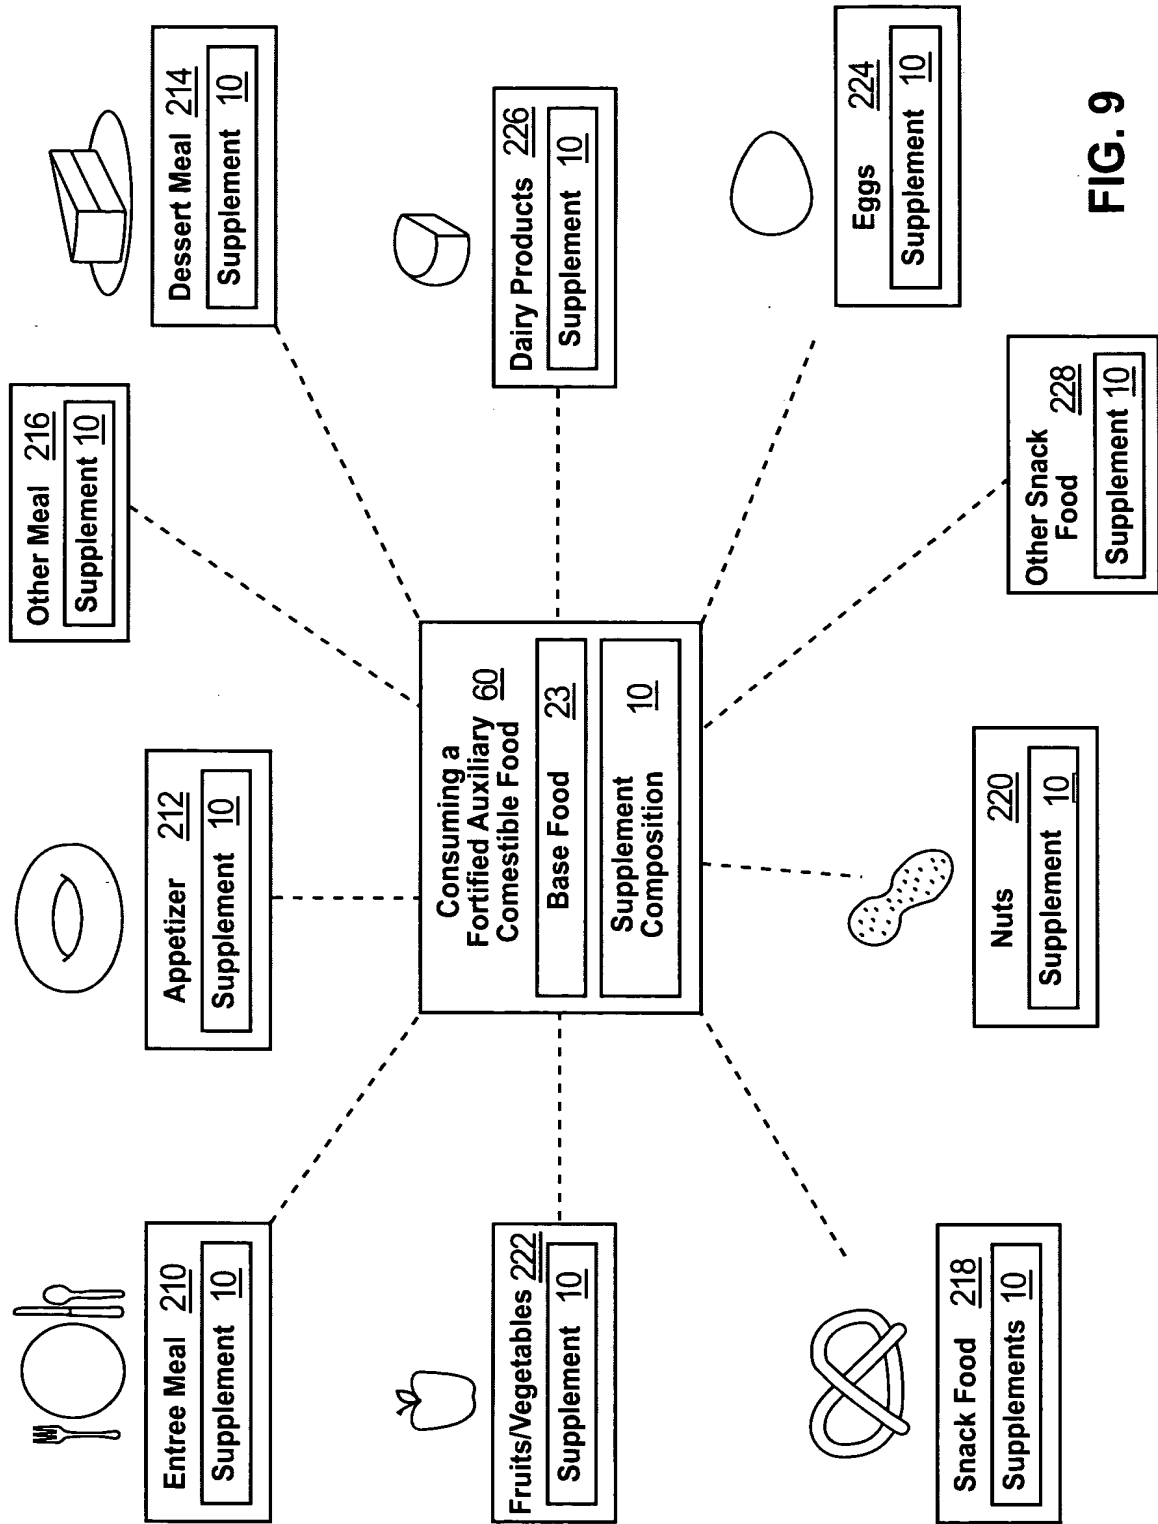 Entree Meal 210
Supplement 10
Appetizer 212
Supplement 10
Other Meal 216
Supplement 10
Dessert Meal 214
Supplement 10
Fruits/Vegetables 222
Supplement 10
Consuming a
Fortified Auxiliary 60
Comestible Food
Base Food 23
Supplement
Composition 10
Dairy Products 226
Supplement 10
Snack Food 218
Supplements 10
Nuts 220
Supplement 10
Other Snack
Food 228
Supplement 10
Eggs 224
Supplement 10
FIG. 9